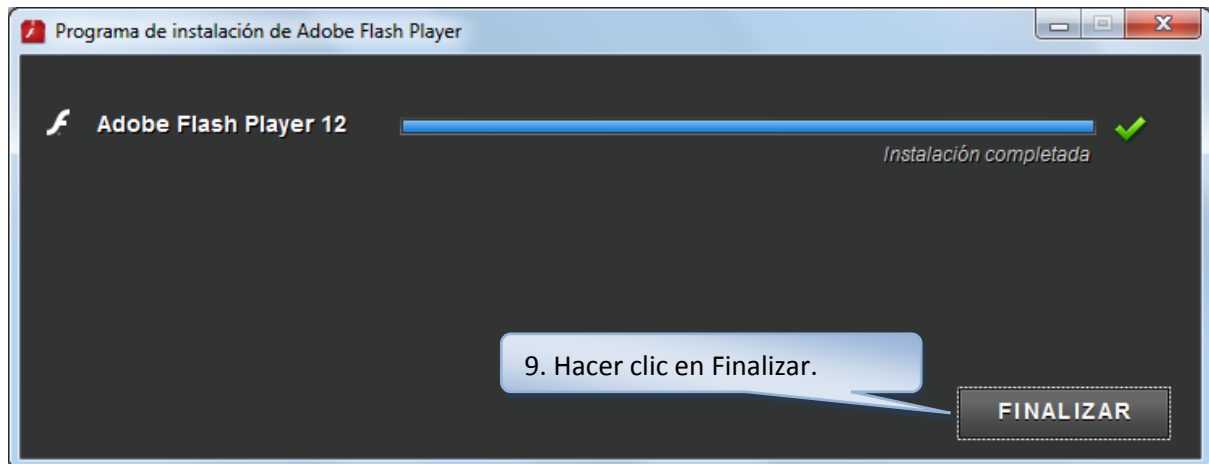 Programa de instalación de Adobe Flash Player
Adobe Flash Player 12
Instalación completada
9. Hacer clic en Finalizar.
FINALIZAR